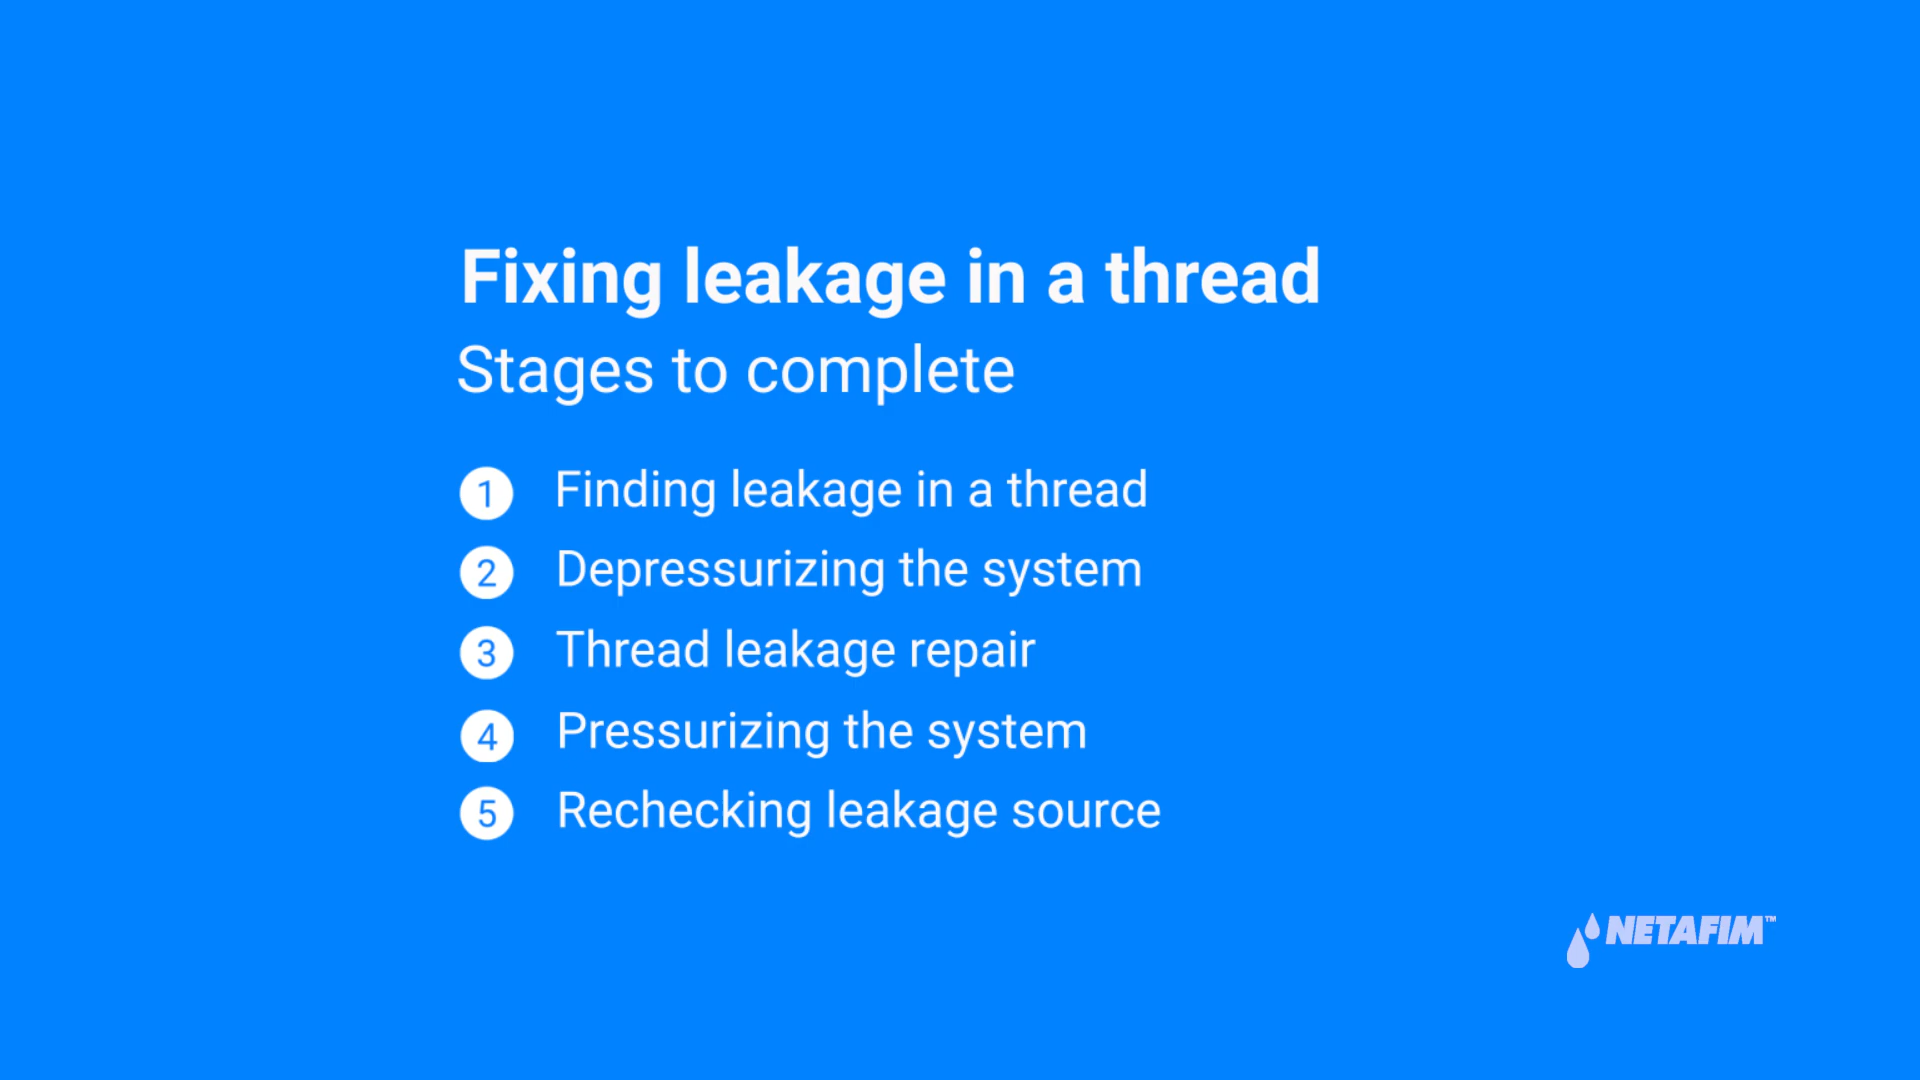 Fixing leakage in a thread
Stages to complete
1 Finding leakage in a thread
2 Depressurizing the system
3 Thread leakage repair
4 Pressurizing the system
5 Rechecking leakage source
NETAFIM™